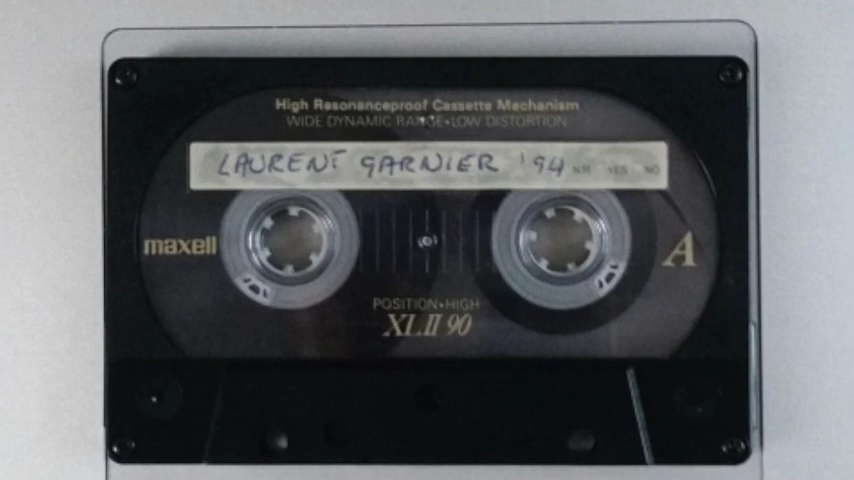 High Resonanceproof Cassette Mechanism
WIDE DYNAMIC RANGE•LOW DISTORTION
LAURENT GARNIER '94 N.R. YES NO
maxell A
POSITION•HIGH
XLII 90